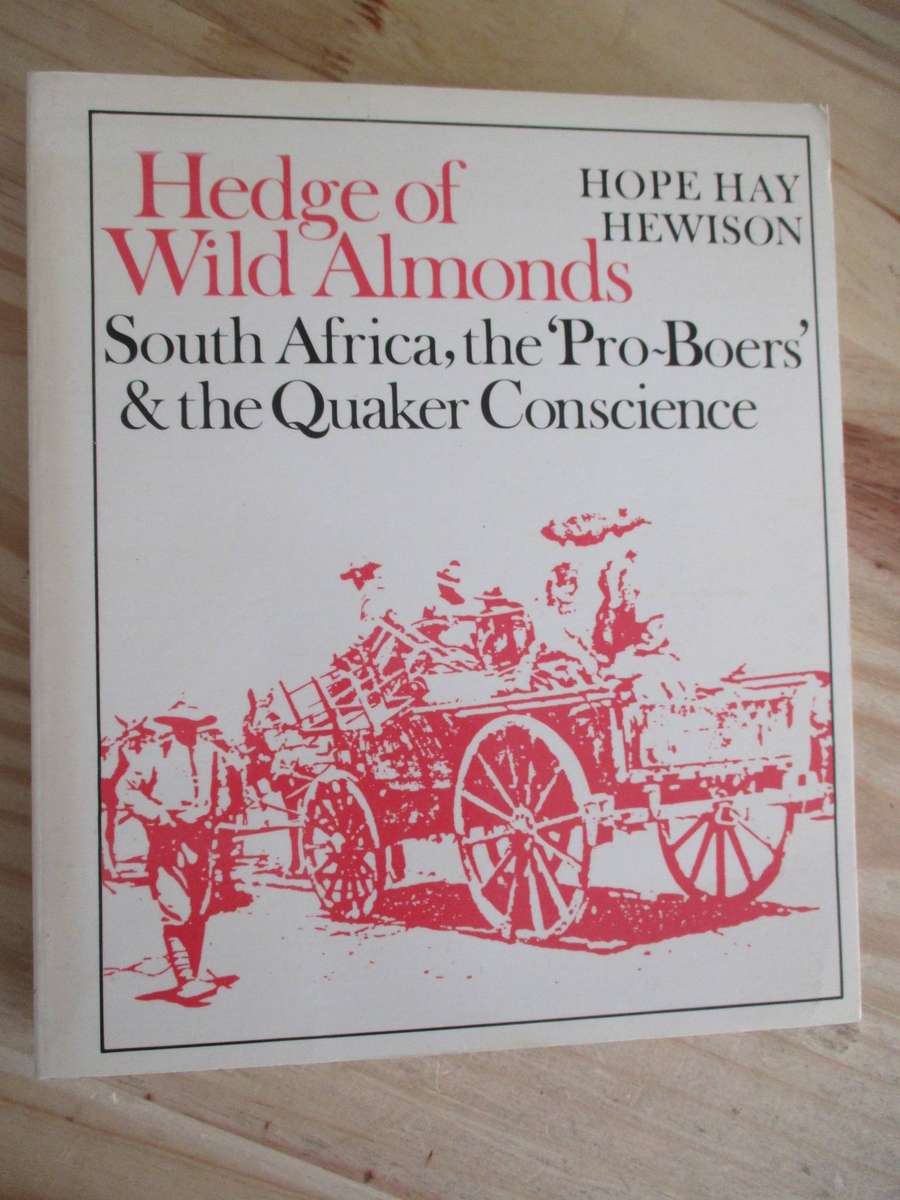 Hedge of
Wild Almonds
HOPE HAY
HEWISON
South Africa, the 'Pro-Boers'
& the Quaker Conscience